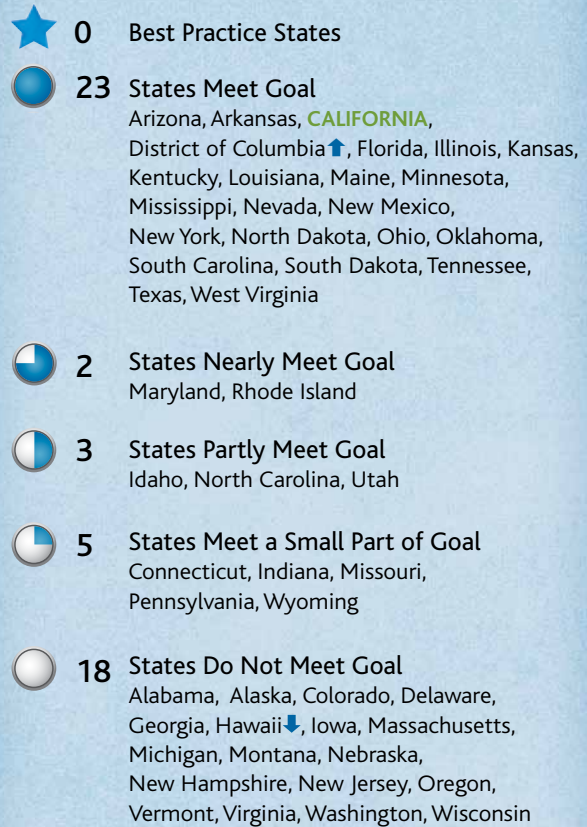 0 Best Practice States
23 States Meet Goal
Arizona, Arkansas, CALIFORNIA,
District of Columbia⬆, Florida, Illinois, Kansas,
Kentucky, Louisiana, Maine, Minnesota,
Mississippi, Nevada, New Mexico,
New York, North Dakota, Ohio, Oklahoma,
South Carolina, South Dakota, Tennessee,
Texas, West Virginia
2 States Nearly Meet Goal
Maryland, Rhode Island
3 States Partly Meet Goal
Idaho, North Carolina, Utah
5 States Meet a Small Part of Goal
Connecticut, Indiana, Missouri,
Pennsylvania, Wyoming
18 States Do Not Meet Goal
Alabama, Alaska, Colorado, Delaware,
Georgia, Hawaii⬇, Iowa, Massachusetts,
Michigan, Montana, Nebraska,
New Hampshire, New Jersey, Oregon,
Vermont, Virginia, Washington, Wisconsin